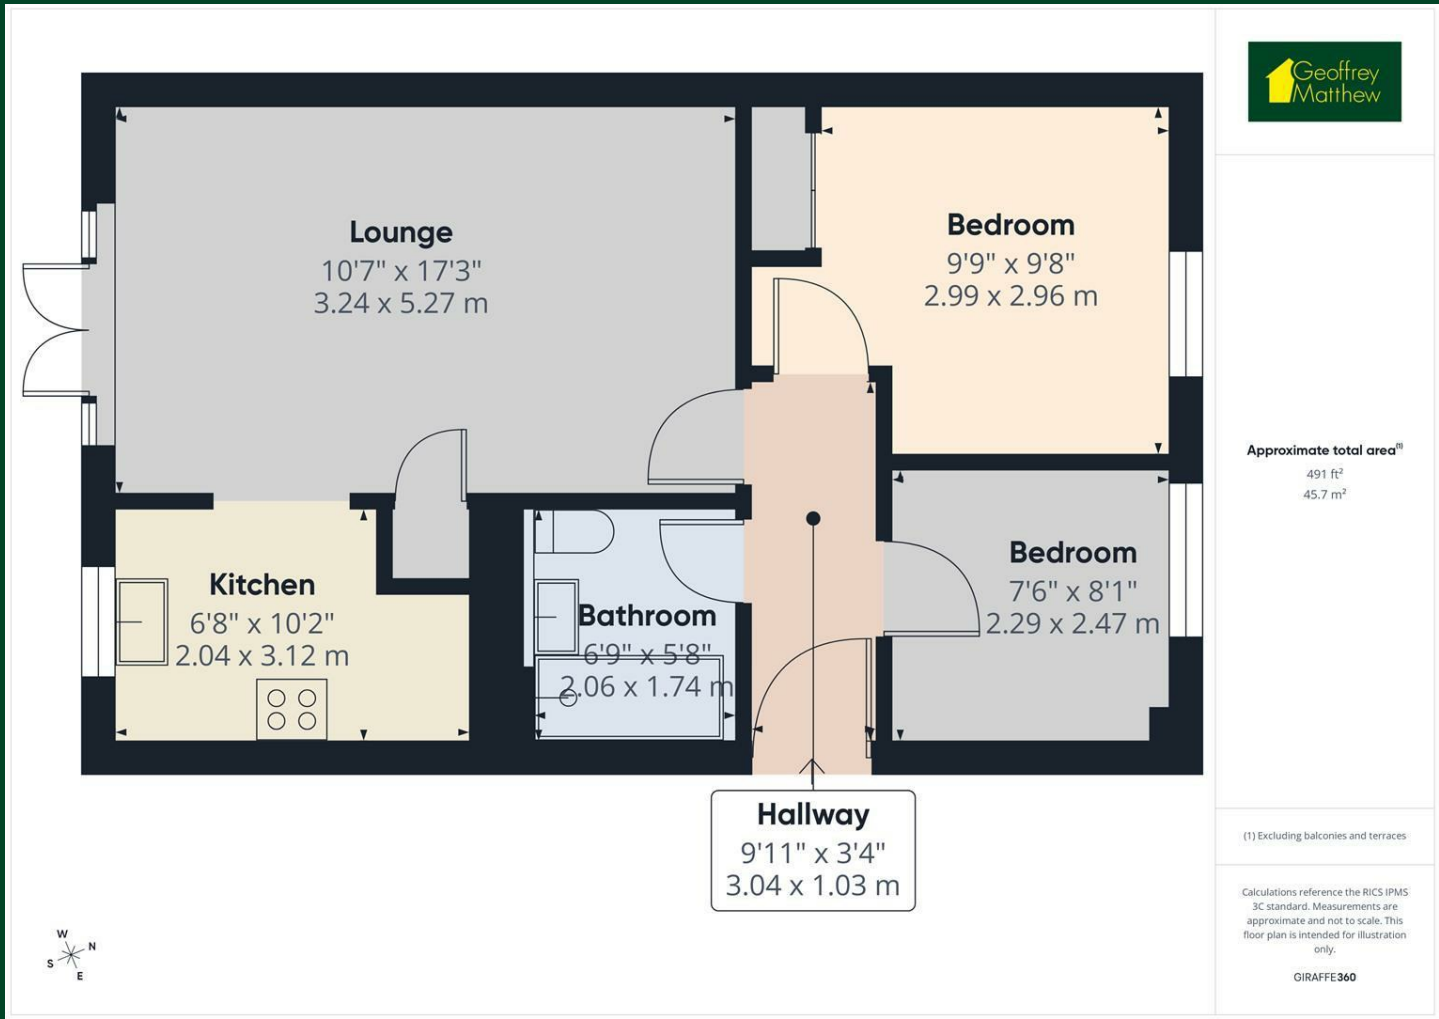 Geoffrey
Matthew
Lounge
10'7" x 17'3"
3.24 x 5.27 m
Bedroom
9'9" x 9'8"
2.99 x 2.96 m
Approximate total area⁽¹⁾
491 ft²
45.7 m²
Kitchen
6'8" x 10'2"
2.04 x 3.12 m
Bathroom
6'9" x 5'8"
2.06 x 1.74 m
Bedroom
7'6" x 8'1"
2.29 x 2.47 m
Hallway
9'11" x 3'4"
3.04 x 1.03 m
(1) Excluding balconies and terraces
Calculations reference the RICS IPMS
3C standard. Measurements are
approximate and not to scale. This
floor plan is intended for illustration
only.
GIRAFFE360
W
N
S
E